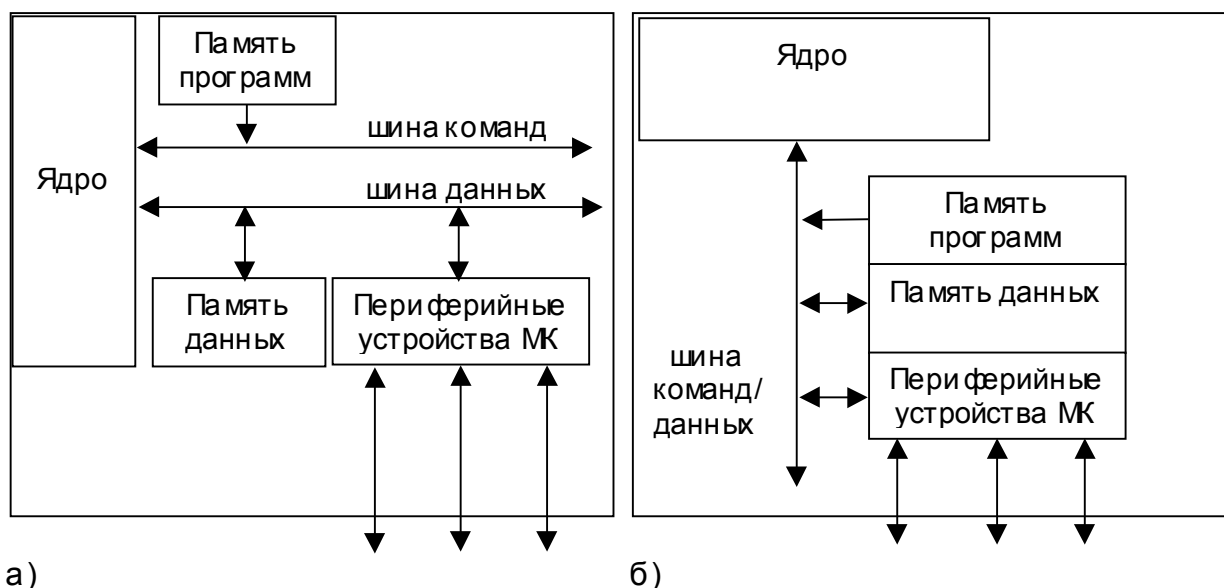 Память
программ
шина команд
Ядро
шина данных
Память
данных
Периферийные
устройства МК
а)
Ядро
Память
программ
Память данных
шина
команд/
данных
Периферийные
устройства МК
б)